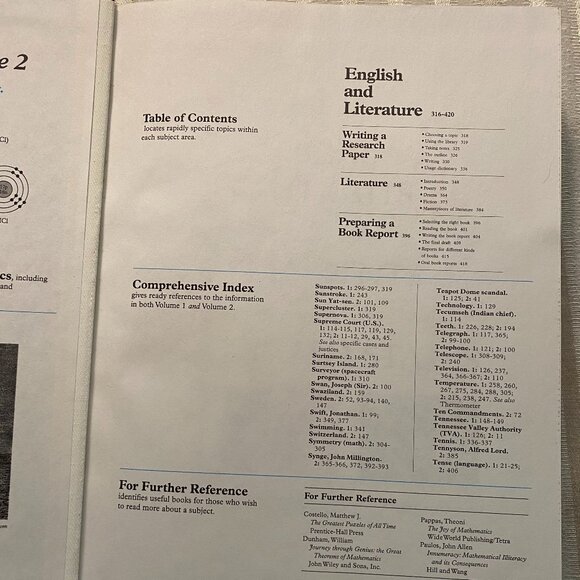 e 2
r.
CI)
CI
cs, including
and
English
and
Literature 316-420
Table of Contents
locates rapidly specific topics within
each subject area.
Writing a
Research
Paper 318
• Choosing a topic 318
• Using the library 319
• Taking notes 325
• The outline 326
• Writing 330
• Usage dictionary 336
Literature 348
• Introduction 348
• Poetry 350
• Drama 364
• Fiction 375
• Masterpieces of literature 384
Preparing a
Book Report 396
• Selecting the right book 396
• Reading the book 401
• Writing the book report 404
• The final draft 409
• Reports for different kinds
of books 415
• Oral book reports 418
Comprehensive Index
gives ready references to the information
in both Volume 1 and Volume 2.
Sunspots. 1: 296-297, 319
Sunstroke. 1: 243
Sun Yat-sen. 2: 101, 109
Supercluster. 1: 319
Supernova. 1: 306, 319
Supreme Court (U.S.).
1: 114-115, 117, 119, 129,
132; 2: 11-12, 29, 43, 45.
See also specific cases and
justices
Suriname. 2: 168, 171
Surtsey Island. 1: 280
Surveyor (spacecraft
program). 1: 310
Swan, Joseph (Sir). 2: 100
Swaziland. 2: 159
Sweden. 2: 52, 93-94, 140,
147
Swift, Jonathan. 1: 99;
2: 349, 377
Swimming. 1: 341
Switzerland. 2: 147
Symmetry (math). 2: 304-
305
Synge, John Millington.
2: 365-366, 372, 392-393
Teapot Dome scandal.
1: 125; 2: 41
Technology. 1: 129
Tecumseh (Indian chief).
1: 114
Teeth. 1: 226, 228; 2: 194
Telegraph. 1: 117, 365;
2: 99-100
Telephone. 1: 121; 2: 100
Telescope. 1: 308-309;
2: 240
Television. 1: 126, 237,
364, 366-367; 2: 110
Temperature. 1: 258, 260,
267, 275, 284, 288, 305;
2: 215, 238, 247. See also
Thermometer
Ten Commandments. 2: 72
Tennessee. 1: 148-149
Tennessee Valley Authority
(TVA). 1: 126; 2: 11
Tennis. 1: 336-337
Tennyson, Alfred Lord.
2: 385
Tense (language). 1: 21-25;
2: 406
For Further Reference
identifies useful books for those who wish
to read more about a subject.
For Further Reference
Costello, Matthew J.
The Greatest Puzzles of All Time
Prentice-Hall Press
Dunham, William
Journey through Genius: the Great
Theorems of Mathematics
John Wiley and Sons, Inc.
Pappas, Theoni
The Joy of Mathematics
Wide World Publishing/Tetra
Paulos, John Allen
Innumeracy: Mathematical Illiteracy
and its Consequences
Hill and Wang